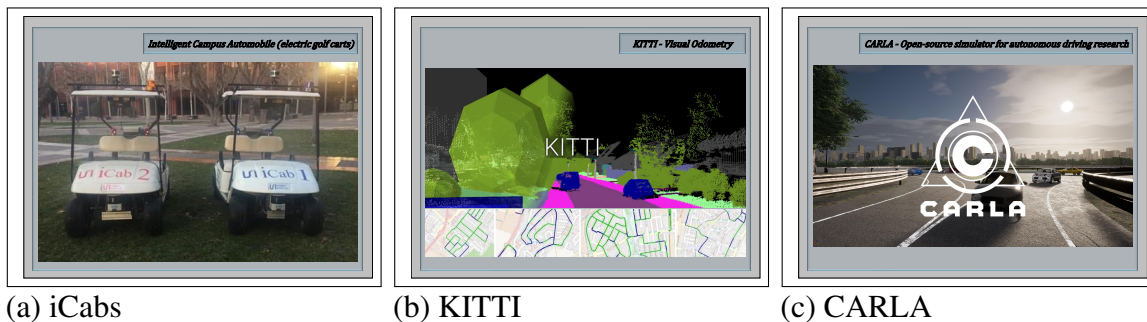 Intelligent Campus Automobile (electric golf carts)
iCab 2
iCab 1
(a) iCabs
KITTI - Visual Odometry
KITTI
(b) KITTI
CARLA - Open-source simulator for autonomous driving research
CARLA
(c) CARLA